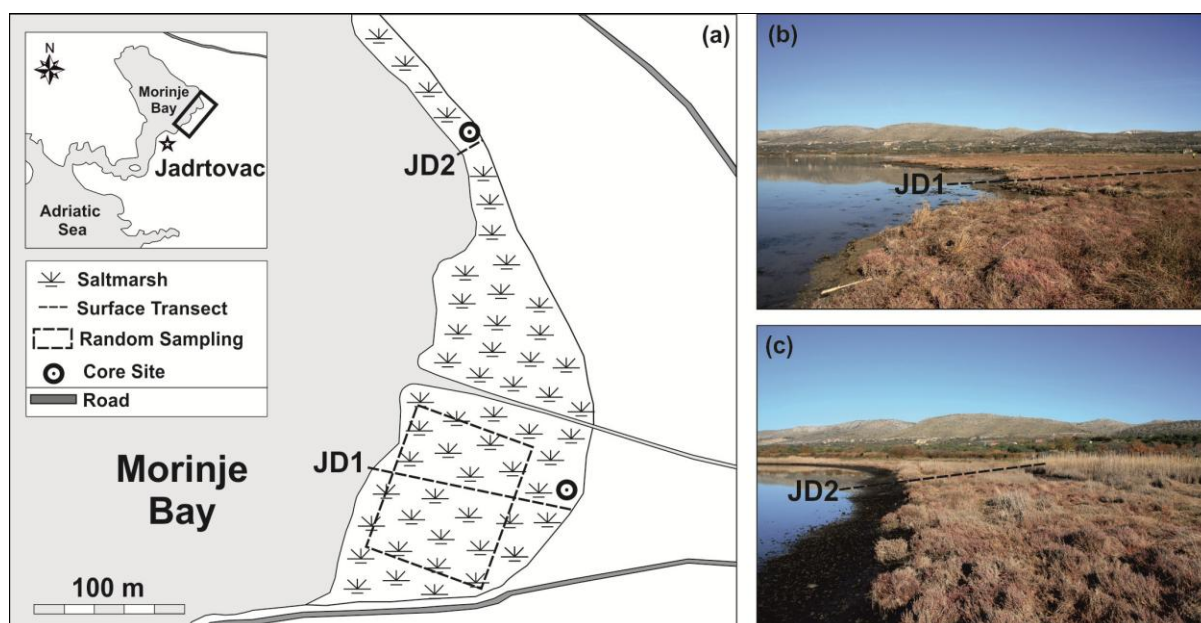 (a)
N
Morinje
Bay
Jadrtovac
Adriatic
Sea
Saltmarsh
Surface Transect
Random Sampling
Core Site
Road
JD2
JD1
Morinje
Bay
100 m
(b)
JD1
(c)
JD2